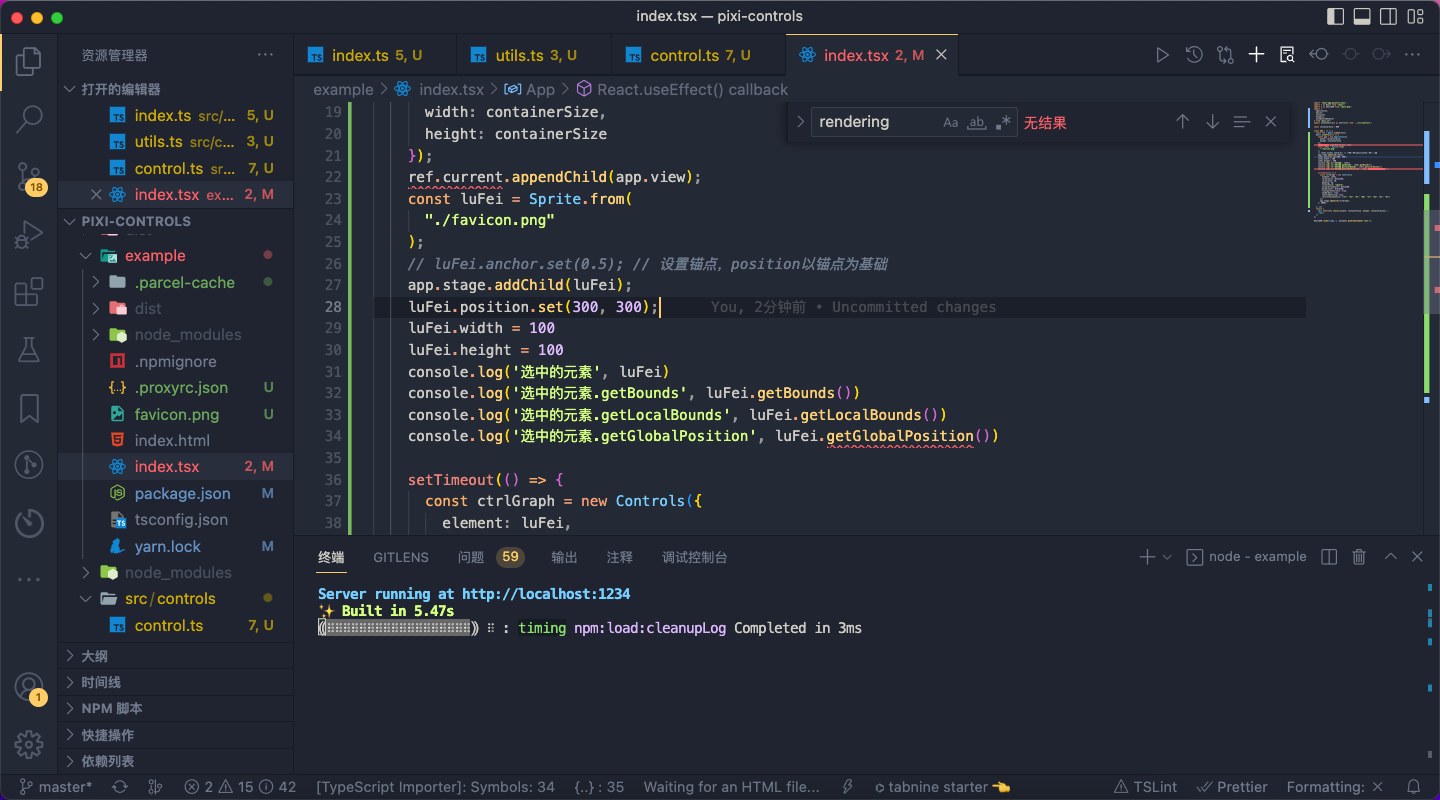 index.tsx — pixi-controls
资源管理器
打开的编辑器
index.ts src/... 5, U
utils.ts src/c... 3, U
control.ts sr... 7, U
index.tsx ex... 2, M
PIXI-CONTROLS
example
.parcel-cache
dist
node_modules
.npmignore
.proxyrc.json U
favicon.png U
index.html
index.tsx 2, M
package.json M
tsconfig.json
yarn.lock M
node_modules
src/controls
control.ts 7, U
大纲
时间线
NPM 脚本
快捷操作
依赖列表
18
1
index.ts 5, U
utils.ts 3, U
control.ts 7, U
index.tsx 2, M
example > index.tsx > App > React.useEffect() callback
rendering Aa ab .* 无结果
19 width: containerSize,
20 height: containerSize
21 });
22 ref.current.appendChild(app.view);
23 const luFei = Sprite.from(
24 "./favicon.png"
25 );
26 // luFei.anchor.set(0.5); // 设置锚点，position以锚点为基础
27 app.stage.addChild(luFei);
28 luFei.position.set(300, 300); You, 2分钟前 • Uncommitted changes
29 luFei.width = 100
30 luFei.height = 100
31 console.log('选中的元素', luFei)
32 console.log('选中的元素.getBounds', luFei.getBounds())
33 console.log('选中的元素.getLocalBounds', luFei.getLocalBounds())
34 console.log('选中的元素.getGlobalPosition', luFei.getGlobalPosition())
35
36 setTimeout(() => {
37 const ctrlGraph = new Controls({
38 element: luFei,
终端 GITLENS 问题 59 输出 注释 调试控制台
node - example
Server running at http://localhost:1234
✨ Built in 5.47s
⠿ : timing npm:load:cleanupLog Completed in 3ms
master* 2 15 42 [TypeScript Importer]: Symbols: 34 {..} : 35 Waiting for an HTML file... tabnine starter 👈 TSLint Prettier Formatting: ✕